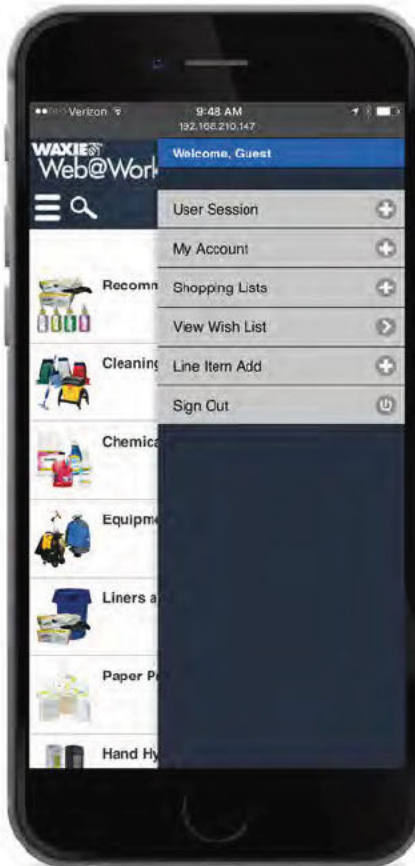 Verizon
9:48 AM
192.168.210.147
WAXIE
Web@Work
Welcome, Guest
User Session
My Account
Shopping Lists
View Wish List
Line Item Add
Sign Out
Recomm
Cleaning
Chemica
Equipme
Liners a
Paper Pr
Hand Hy